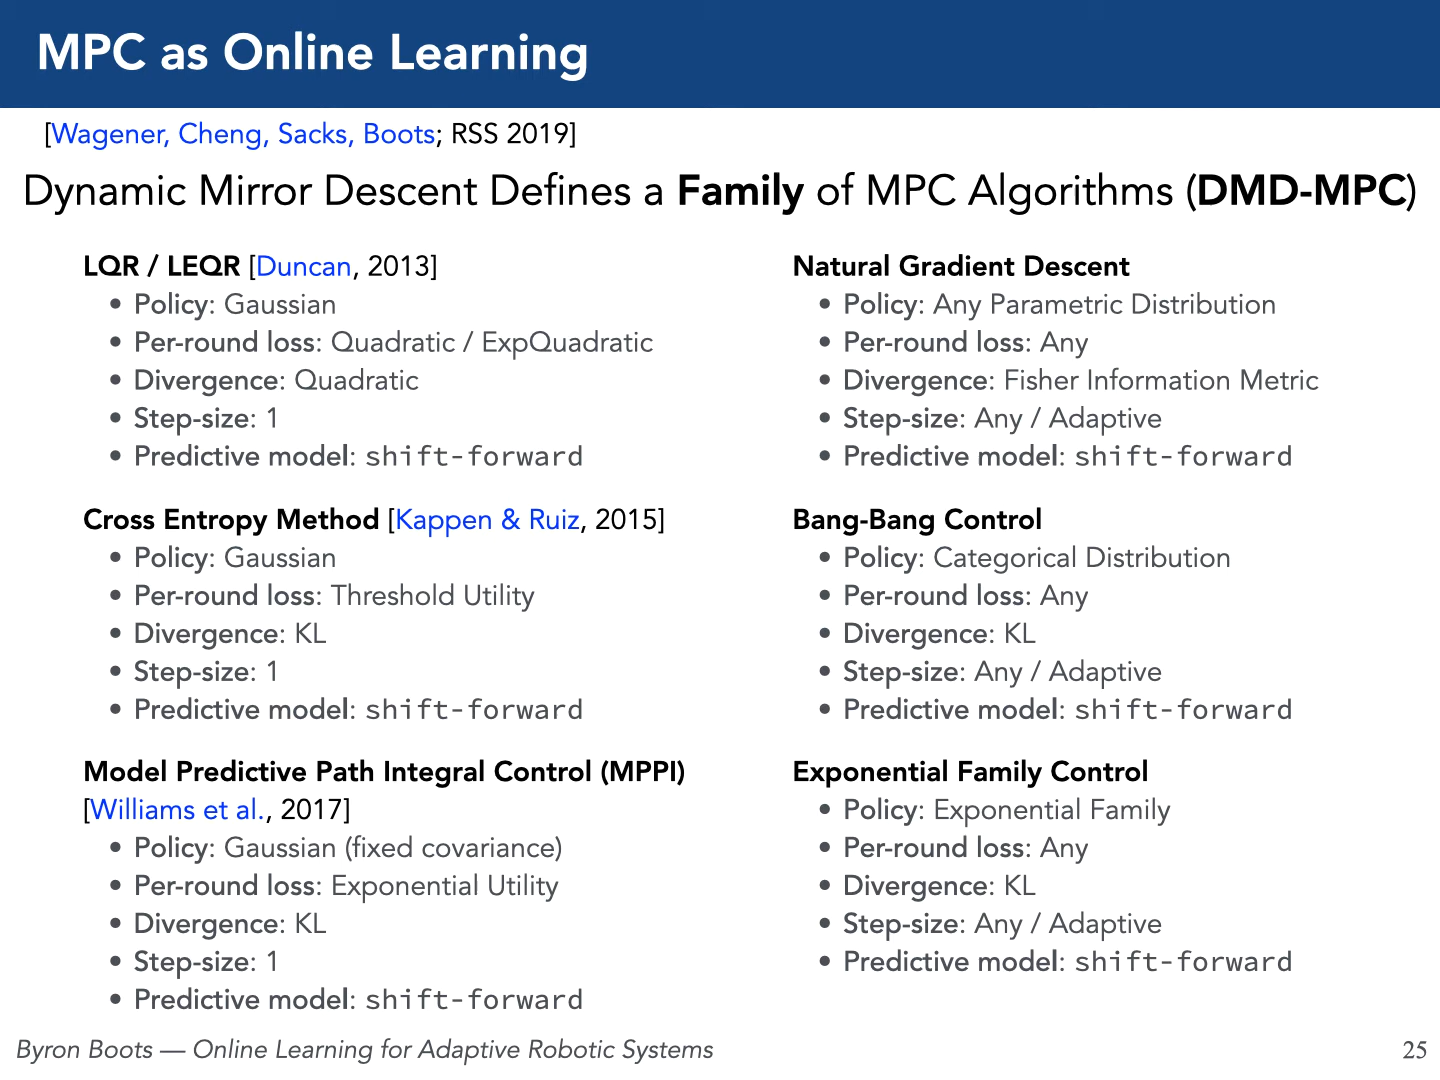 MPC as Online Learning
[Wagener, Cheng, Sacks, Boots; RSS 2019]
Dynamic Mirror Descent Defines a Family of MPC Algorithms (DMD-MPC)
LQR / LEQR [Duncan, 2013]
• Policy: Gaussian
• Per-round loss: Quadratic / ExpQuadratic
• Divergence: Quadratic
• Step-size: 1
• Predictive model: shift-forward
Cross Entropy Method [Kappen & Ruiz, 2015]
• Policy: Gaussian
• Per-round loss: Threshold Utility
• Divergence: KL
• Step-size: 1
• Predictive model: shift-forward
Model Predictive Path Integral Control (MPPI)
[Williams et al., 2017]
• Policy: Gaussian (fixed covariance)
• Per-round loss: Exponential Utility
• Divergence: KL
• Step-size: 1
• Predictive model: shift-forward
Natural Gradient Descent
• Policy: Any Parametric Distribution
• Per-round loss: Any
• Divergence: Fisher Information Metric
• Step-size: Any / Adaptive
• Predictive model: shift-forward
Bang-Bang Control
• Policy: Categorical Distribution
• Per-round loss: Any
• Divergence: KL
• Step-size: Any / Adaptive
• Predictive model: shift-forward
Exponential Family Control
• Policy: Exponential Family
• Per-round loss: Any
• Divergence: KL
• Step-size: Any / Adaptive
• Predictive model: shift-forward
Byron Boots — Online Learning for Adaptive Robotic Systems
25